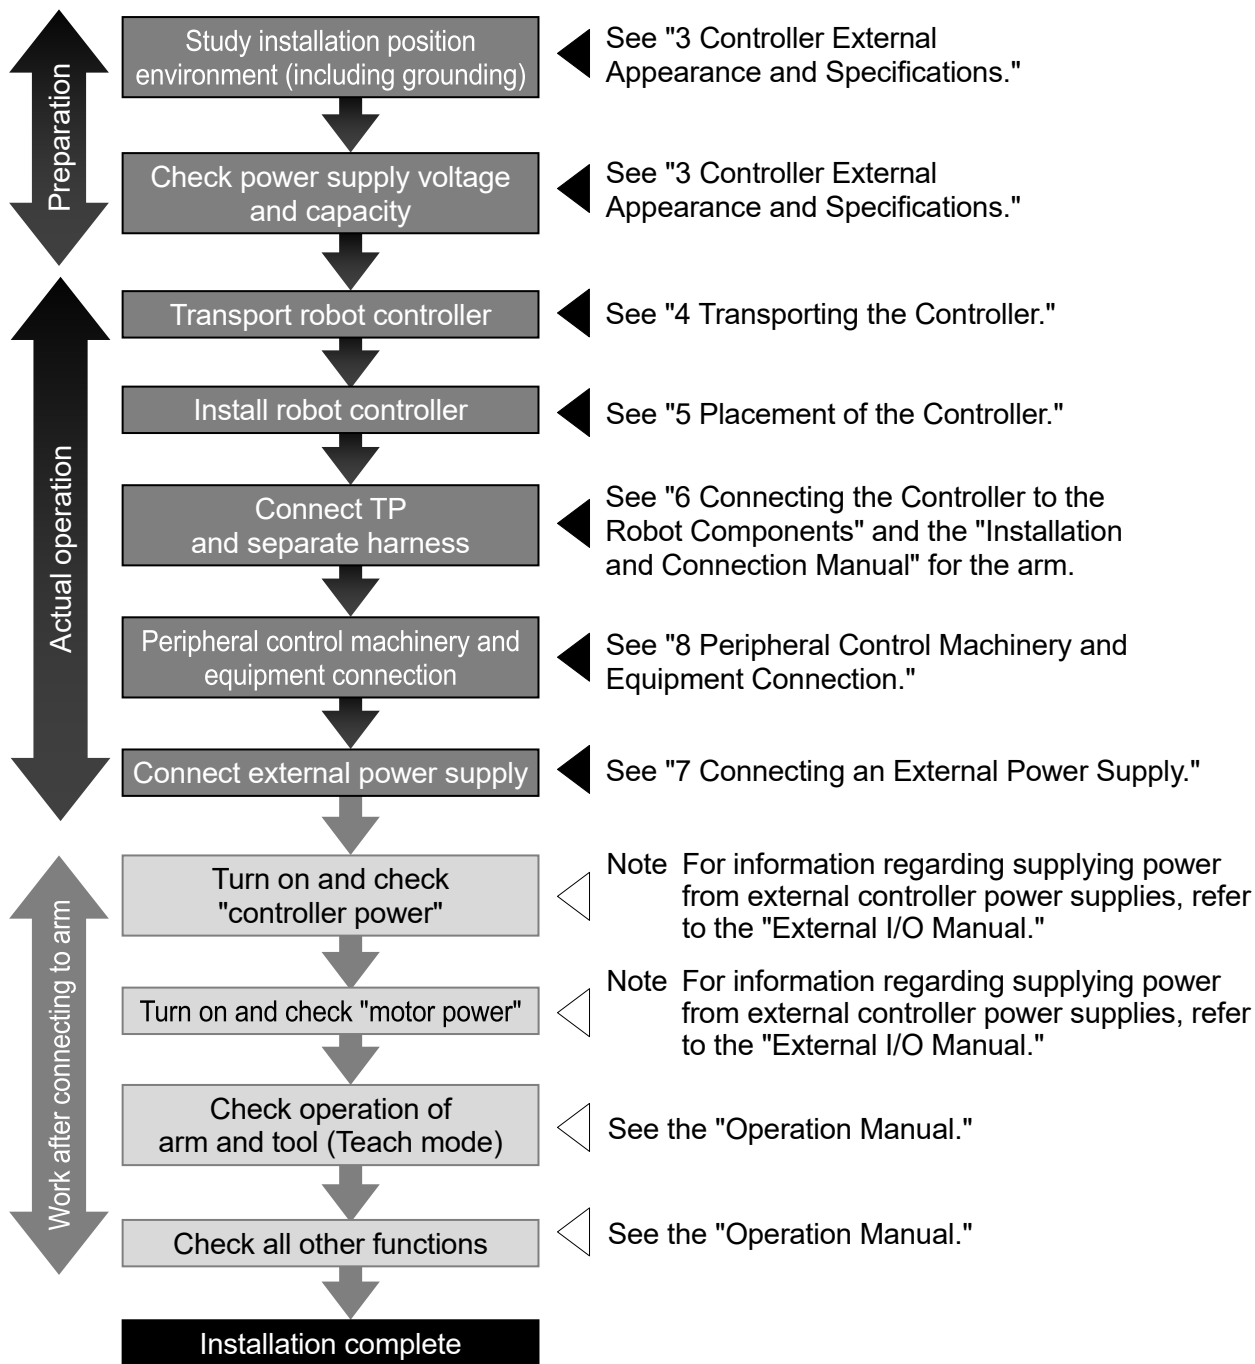 Preparation
Study installation position
environment (including grounding)
See "3 Controller External
Appearance and Specifications."
Check power supply voltage
and capacity
See "3 Controller External
Appearance and Specifications."
Actual operation
Transport robot controller
See "4 Transporting the Controller."
Install robot controller
See "5 Placement of the Controller."
Connect TP
and separate harness
See "6 Connecting the Controller to the
Robot Components" and the "Installation
and Connection Manual" for the arm.
Peripheral control machinery and
equipment connection
See "8 Peripheral Control Machinery and
Equipment Connection."
Connect external power supply
See "7 Connecting an External Power Supply."
Work after connecting to arm
Turn on and check
"controller power"
Note For information regarding supplying power
from external controller power supplies, refer
to the "External I/O Manual."
Turn on and check "motor power"
Note For information regarding supplying power
from external controller power supplies, refer
to the "External I/O Manual."
Check operation of
arm and tool (Teach mode)
See the "Operation Manual."
Check all other functions
See the "Operation Manual."
Installation complete